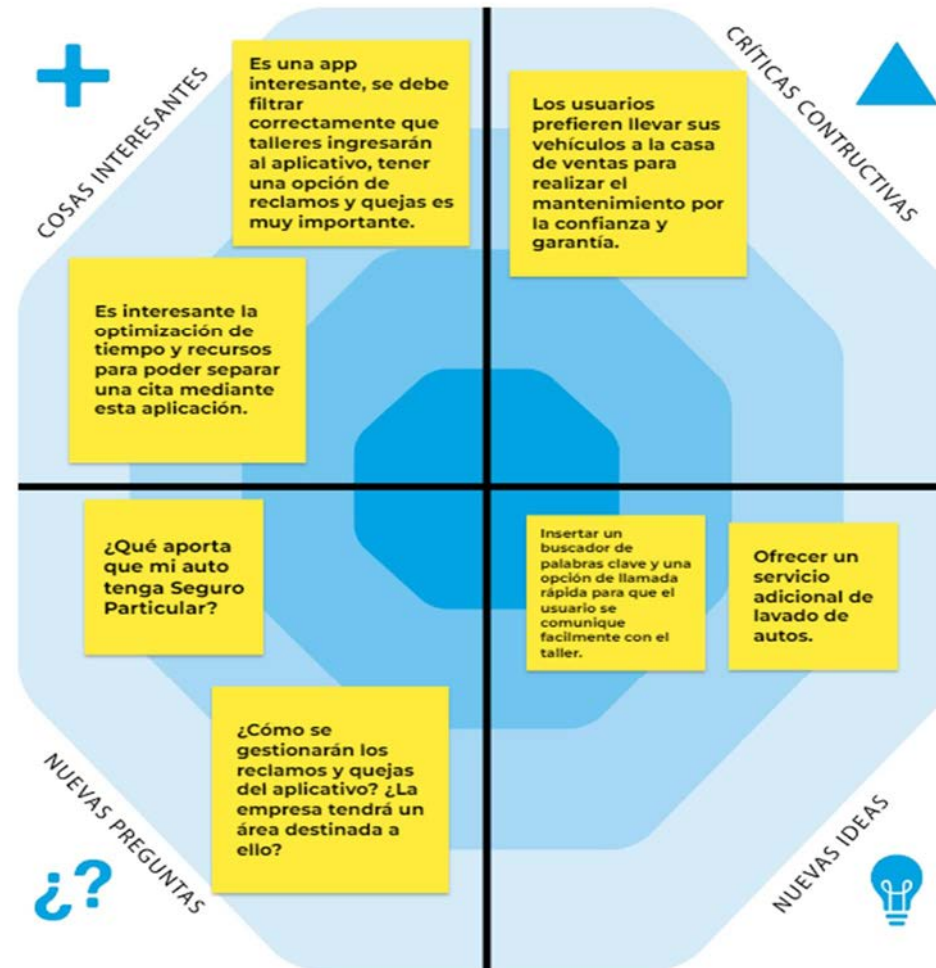 COSAS INTERESANTES
Es una app
interesante, se debe
filtrar
correctamente que
talleres ingresarán
al aplicativo, tener
una opción de
reclamos y quejas es
muy importante.
Es interesante la
optimización de
tiempo y recursos
para poder separar
una cita mediante
esta aplicación.
CRÍTICAS CONTRUCTIVAS
Los usuarios
prefieren llevar sus
vehículos a la casa
de ventas para
realizar el
mantenimiento por
la confianza y
garantía.
¿Qué aporta
que mi auto
tenga Seguro
Particular?
¿Cómo se
gestionarán los
reclamos y quejas
del aplicativo? ¿La
empresa tendrá un
área destinada a
ello?
NUEVAS PREGUNTAS
¿?
Insertar un
buscador de
palabras clave y una
opción de llamada
rápida para que el
usuario se
comunique
facilmente con el
taller.
Ofrecer un
servicio
adicional de
lavado de
autos.
NUEVAS IDEAS